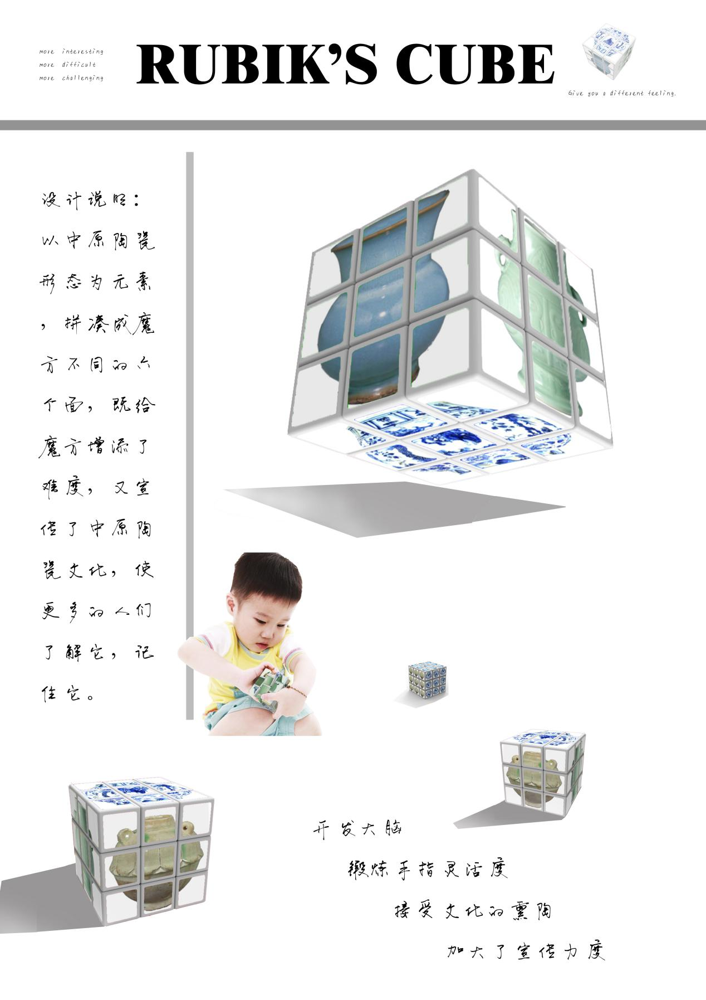 more interesting
more difficult
more challenging
RUBIK'S CUBE
Give you a different feeling.
设计说明：
以中原陶瓷
形态为元素
，拼凑成魔
方不同的六
个面，既给
魔方增添了
难度，又宣
传了中原陶
瓷文化，使
更多的人们
了解它，记
住它。
开发大脑
锻炼手指灵活度
接受文化的熏陶
加大了宣传力度